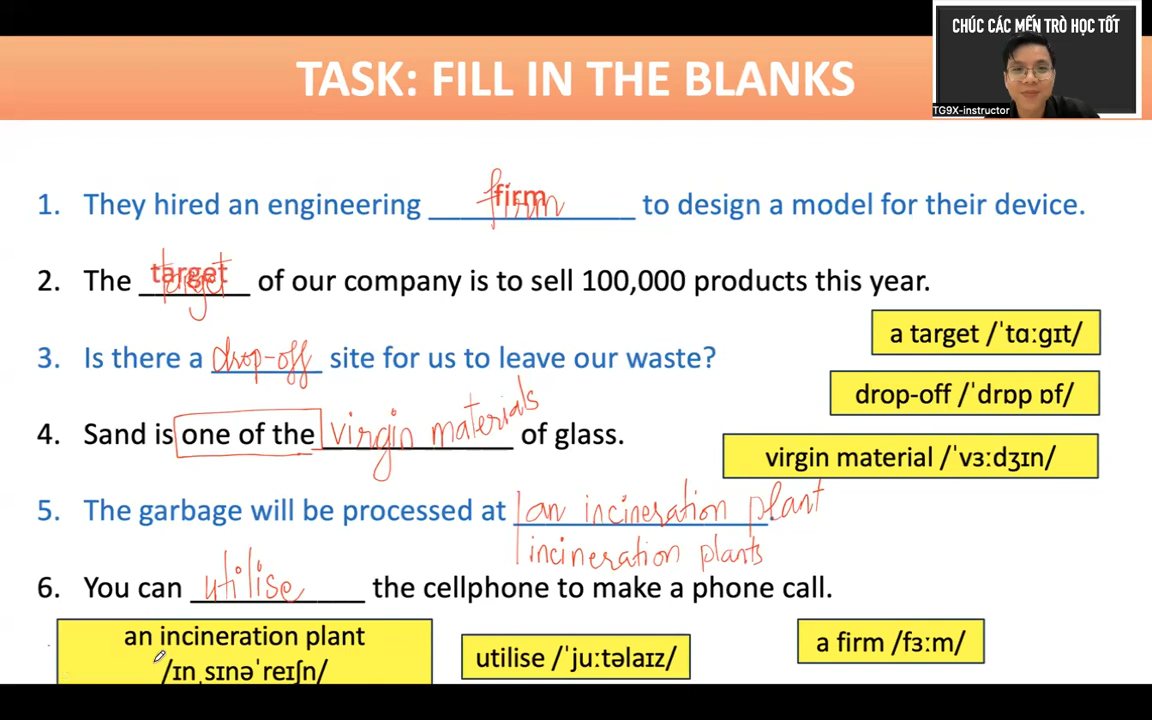 CHÚC CÁC MẾN TRÒ HỌC TỐT
TG9X-instructor
TASK: FILL IN THE BLANKS
1. They hired an engineering firm firm to design a model for their device.
2. The target target of our company is to sell 100,000 products this year.
3. Is there a drop-off site for us to leave our waste?
4. Sand is one of the virgin materials of glass.
5. The garbage will be processed at an incineration plant.
incineration plants
6. You can utilise the cellphone to make a phone call.
a target /ˈtɑːɡɪt/
drop-off /ˈdrɒp ɒf/
virgin material /ˈvɜːdʒɪn/
an incineration plant
/ɪnˌsɪnəˈreɪʃn/
utilise /ˈjuːtəlaɪz/
a firm /fɜːm/